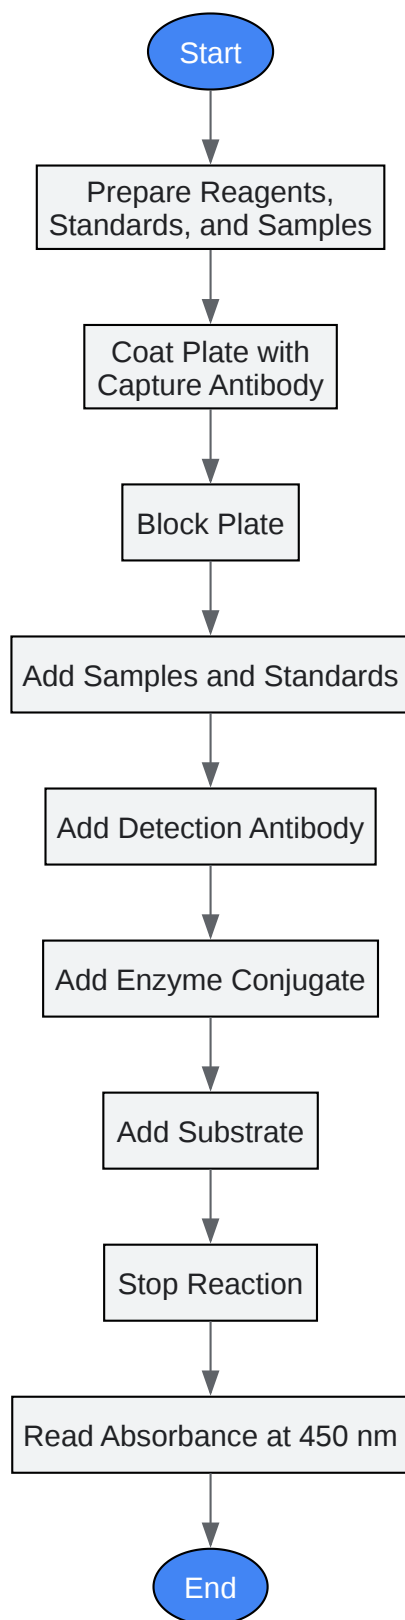 Start
Prepare Reagents,
Standards, and Samples
Coat Plate with
Capture Antibody
Block Plate
Add Samples and Standards
Add Detection Antibody
Add Enzyme Conjugate
Add Substrate
Stop Reaction
Read Absorbance at 450 nm
End